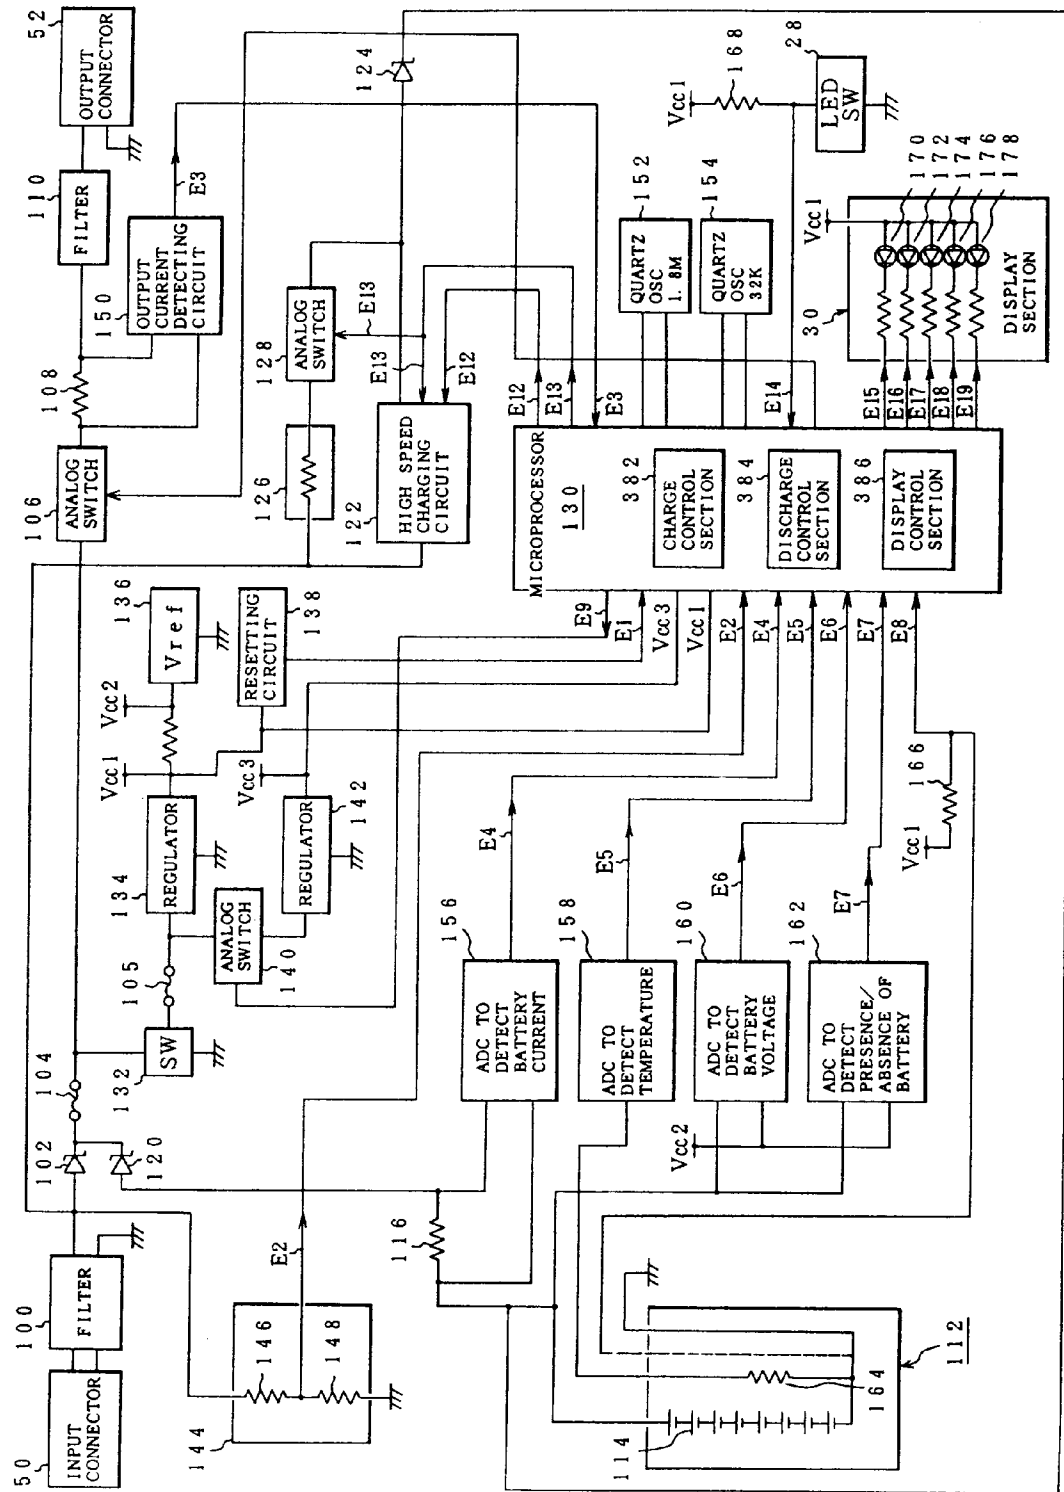 50
INPUT
CONNECTOR
100
FILTER
102
104
120
144
146
148
E2
116
132
SW
105
134
REGULATOR
Vcc1
Vcc2
136
Vref
ANALOG
SWITCH
140
REGULATOR
142
Vcc3
RESETTING
CIRCUIT
138
106
ANALOG
SWITCH
108
150
OUTPUT
CURRENT
DETECTING
CIRCUIT
E3
110
FILTER
52
OUTPUT
CONNECTOR
126
128
ANALOG
SWITCH
E13
122
HIGH SPEED
CHARGING
CIRCUIT
E13
E12
124
156
ADC TO
DETECT
BATTERY
CURRENT
E4
158
ADC TO
DETECT
TEMPERATURE
E5
160
ADC TO
DETECT
BATTERY
VOLTAGE
E6
162
ADC TO
DETECT
PRESENCE/
ABSENCE OF
BATTERY
E7
Vcc2
114
164
112
Vcc1
166
E9
E1
Vcc3
Vcc1
E2
E4
E5
E6
E7
E8
MICROPROCESSOR
130
CHARGE
CONTROL
SECTION
382
DISCHARGE
CONTROL
SECTION
384
DISPLAY
CONTROL
SECTION
386
E12
E13
E3
E14
E15
E16
E17
E18
E19
QUARTZ
OSC
1.8M
152
QUARTZ
OSC
32K
154
Vcc1
168
LED
SW
28
30
Vcc1
170
172
174
176
178
DISPLAY
SECTION